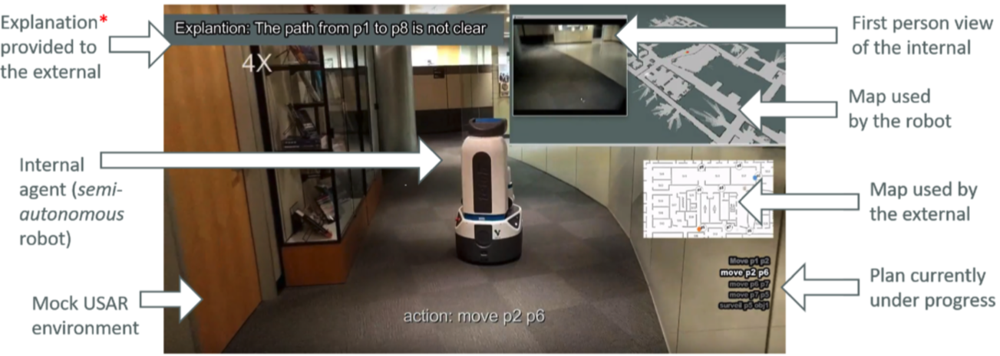 Explanation*
provided to
the external
Explantion: The path from p1 to p8 is not clear
4X
First person view
of the internal
Map used
by the robot
Internal
agent (semi-
autonomous
robot)
Map used by
the external
Mock USAR
environment
action: move p2 p6
Move p1 p2
move p2 p6
move p6 p7
move p7 p5
surveil p5 obj1
Plan currently
under progress